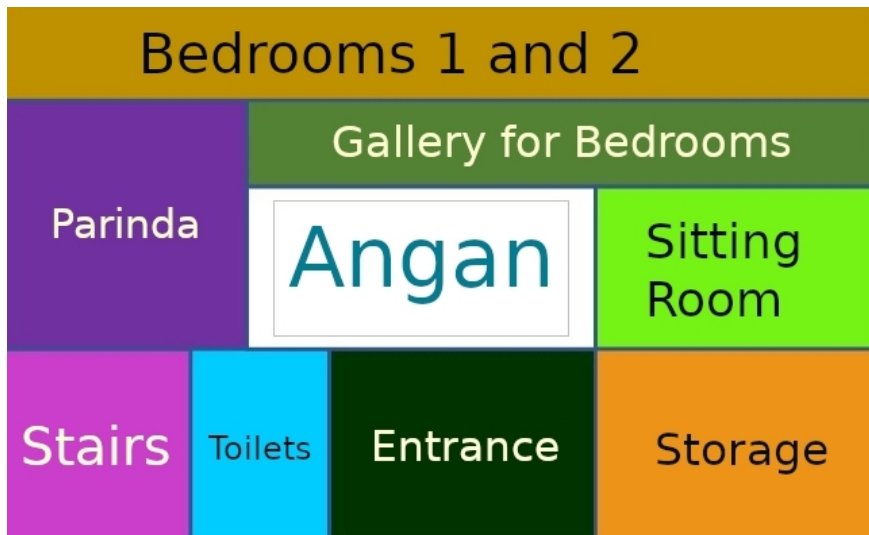 Bedrooms 1 and 2
Gallery for Bedrooms
Parinda
Angan
Sitting
Room
Stairs
Toilets
Entrance
Storage